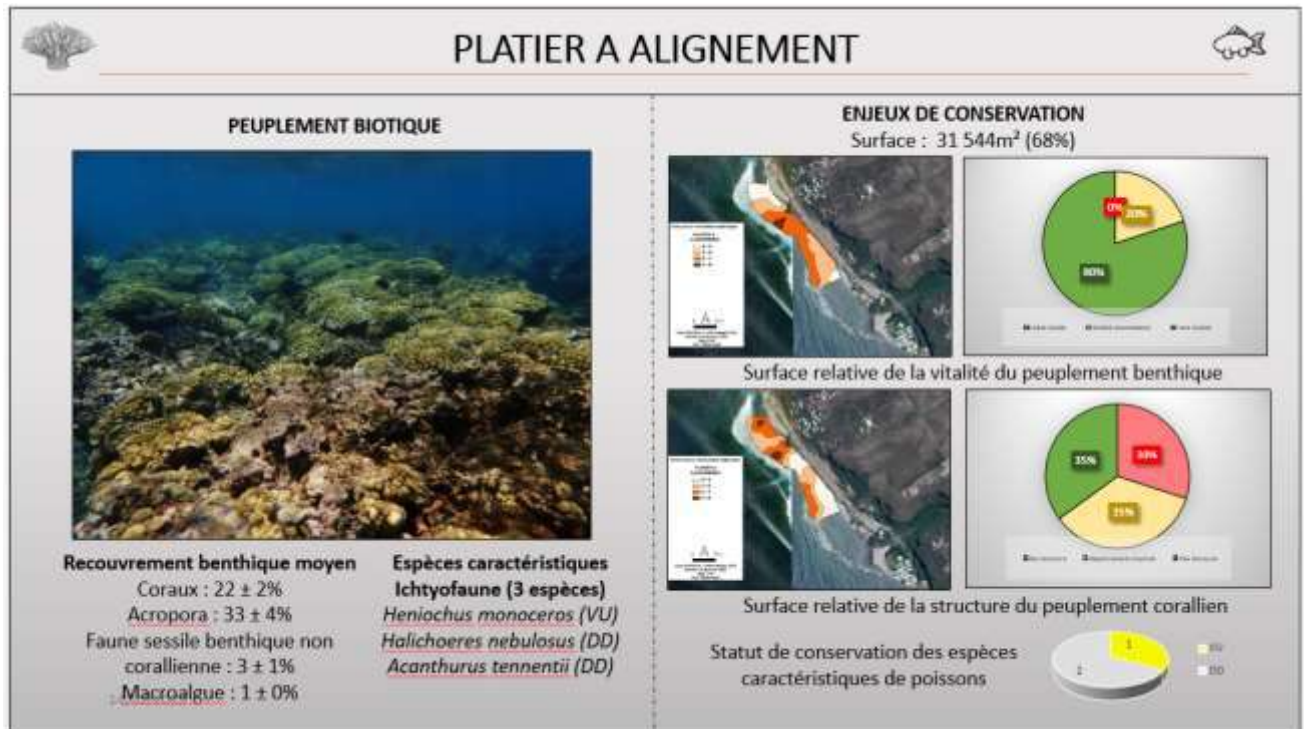 PLATIER A ALIGNEMENT
PEUPLEMENT BIOTIQUE
Recouvrement benthique moyen
Coraux : 22 ± 2%
Acropora : 33 ± 4%
Faune sessile benthique non
corallienne : 3 ± 1%
Macroalgue : 1 ± 0%
Espèces caractéristiques
Ichtyofaune (3 espèces)
Heniochus monoceros (VU)
Halichoeres nebulosus (DD)
Acanthurus tennentii (DD)
ENJEUX DE CONSERVATION
Surface : 31 544m² (68%)
0%
20%
80%
Surface relative de la vitalité du peuplement benthique
35%
30%
35%
Surface relative de la structure du peuplement corallien
Statut de conservation des espèces
caractéristiques de poissons
1
2
DD